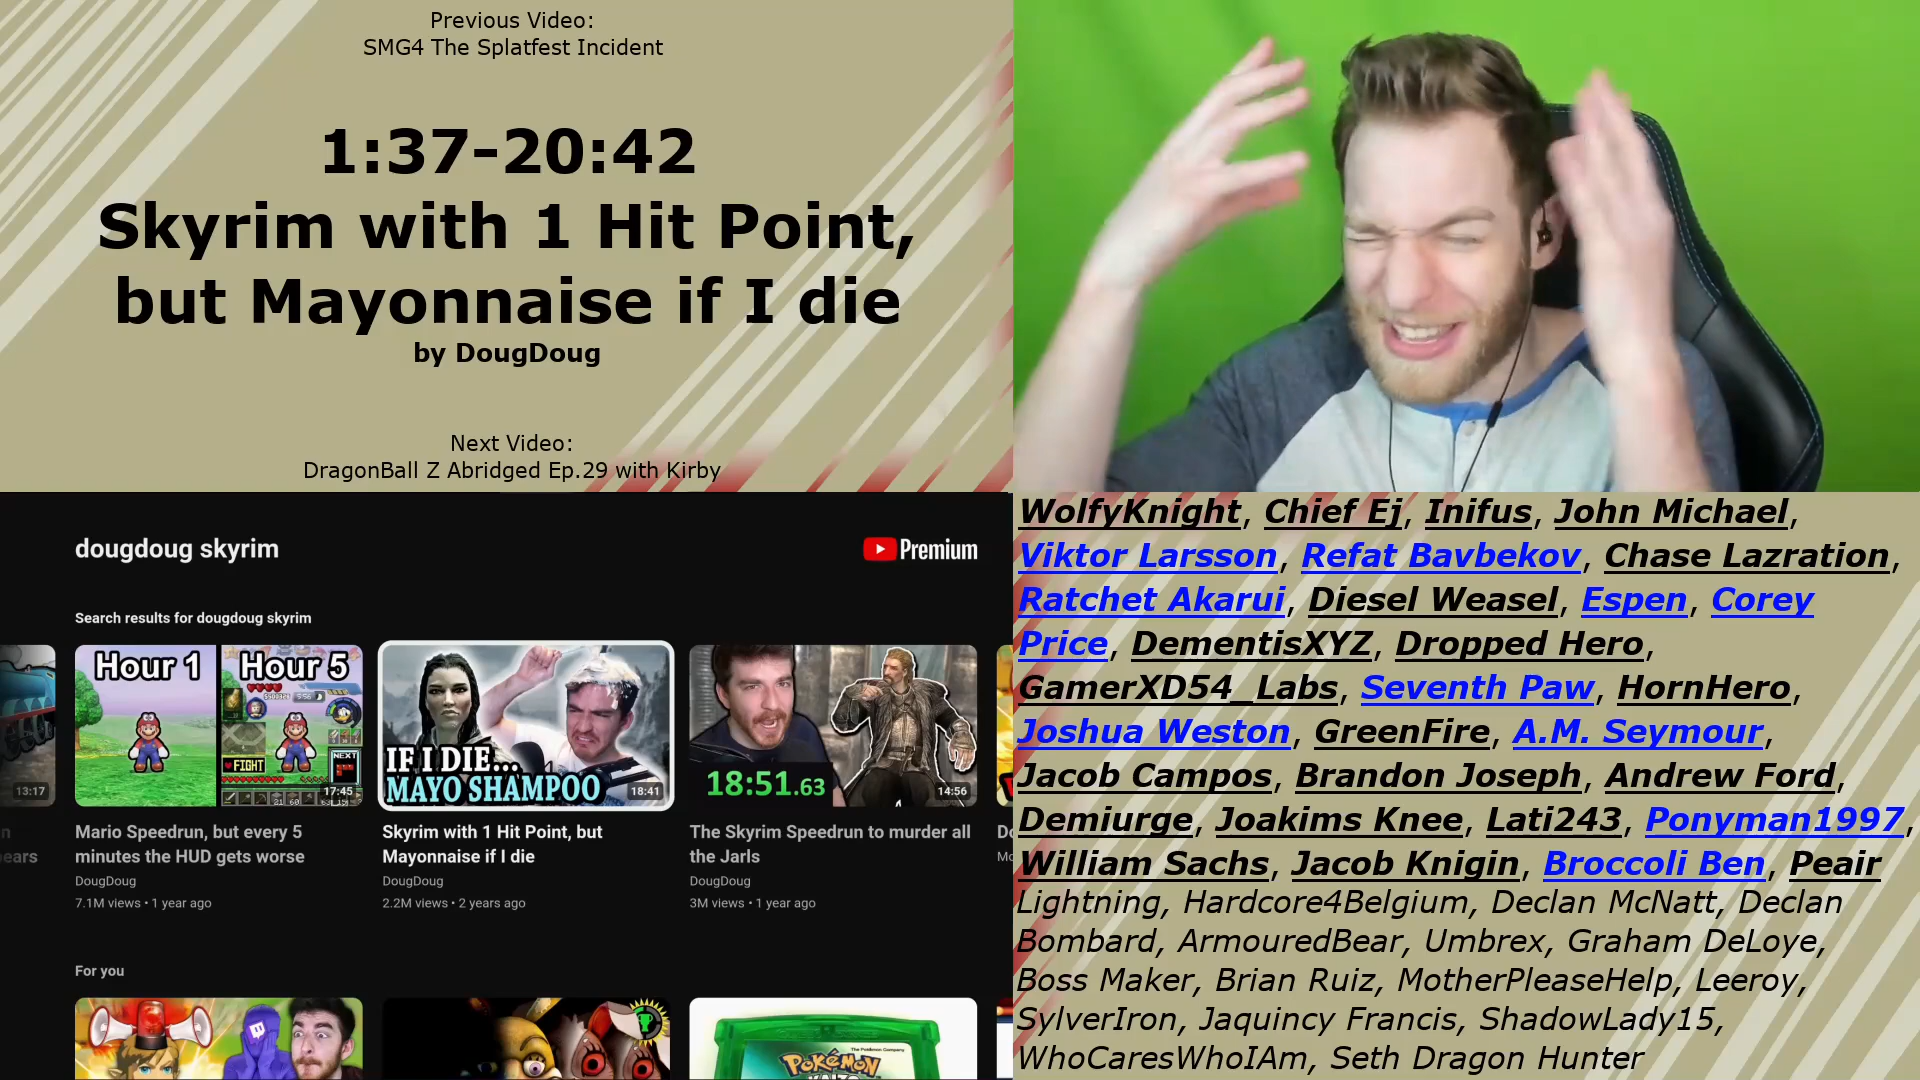 Previous Video:
SMG4 The Splatfest Incident
1:37-20:42
Skyrim with 1 Hit Point,
but Mayonnaise if I die
by DougDoug
Next Video:
DragonBall Z Abridged Ep.29 with Kirby
dougdoug skyrim
Premium
Search results for dougdoug skyrim
13:17
Hour 1
Hour 5
FIGHT
NEXT
17:45
IF I DIE...
MAYO SHAMPOO
18:41
18:51.63
14:56
n
ears
Mario Speedrun, but every 5
minutes the HUD gets worse
DougDoug
7.1M views • 1 year ago
Skyrim with 1 Hit Point, but
Mayonnaise if I die
DougDoug
2.2M views • 2 years ago
The Skyrim Speedrun to murder all
the Jarls
DougDoug
3M views • 1 year ago
For you
The Pokémon Company
POKéMON
WolfyKnight, Chief Ej, Inifus, John Michael,
Viktor Larsson, Refat Bavbekov, Chase Lazration,
Ratchet Akarui, Diesel Weasel, Espen, Corey
Price, DementisXYZ, Dropped Hero,
GamerXD54_Labs, Seventh Paw, HornHero,
Joshua Weston, GreenFire, A.M. Seymour,
Jacob Campos, Brandon Joseph, Andrew Ford,
Demiurge, Joakims Knee, Lati243, Ponyman1997,
William Sachs, Jacob Knigin, Broccoli Ben, Peair
Lightning, Hardcore4Belgium, Declan McNatt, Declan
Bombard, ArmouredBear, Umbrex, Graham DeLoye,
Boss Maker, Brian Ruiz, MotherPleaseHelp, Leeroy,
SylverIron, Jaquincy Francis, ShadowLady15,
WhoCaresWhoIAm, Seth Dragon Hunter